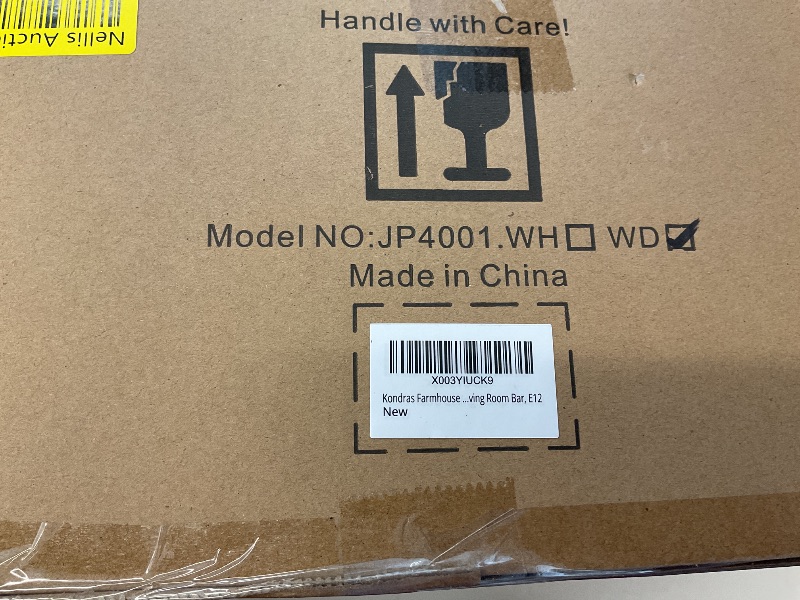 Nellis Aucti
Handle with Care!
Model NO:JP4001.WH☐ WD☑
Made in China
X003YIUCK9
Kondras Farmhouse ...ving Room Bar, E12
New